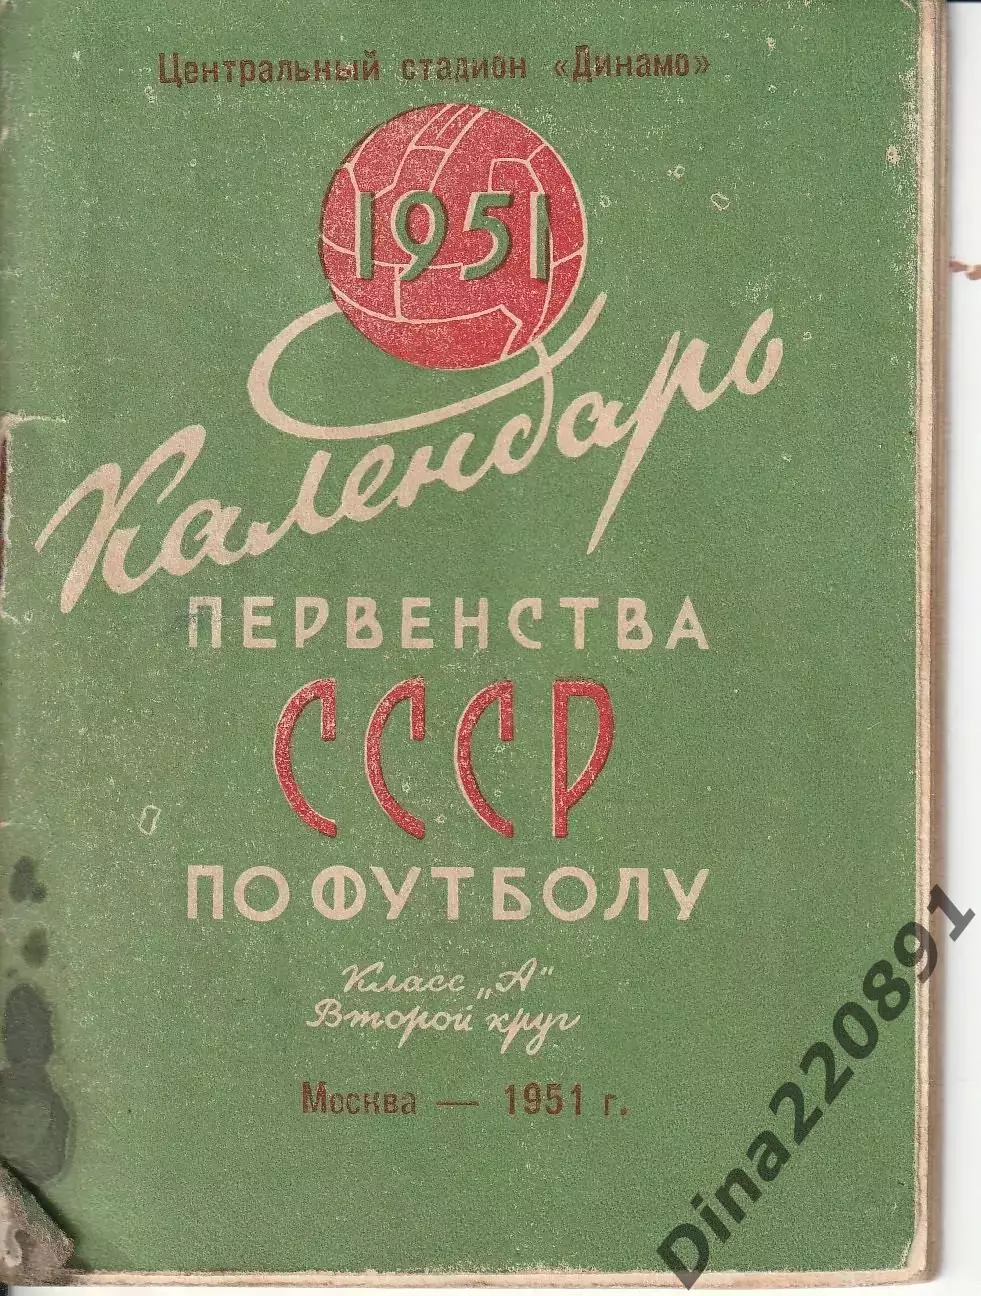 Центральный стадион «Динамо»
1951
Календарь
ПЕРВЕНСТВА
СССР
ПО ФУТБОЛУ
Класс „А"
Второй круг
Москва — 1951 г.
Dina220891